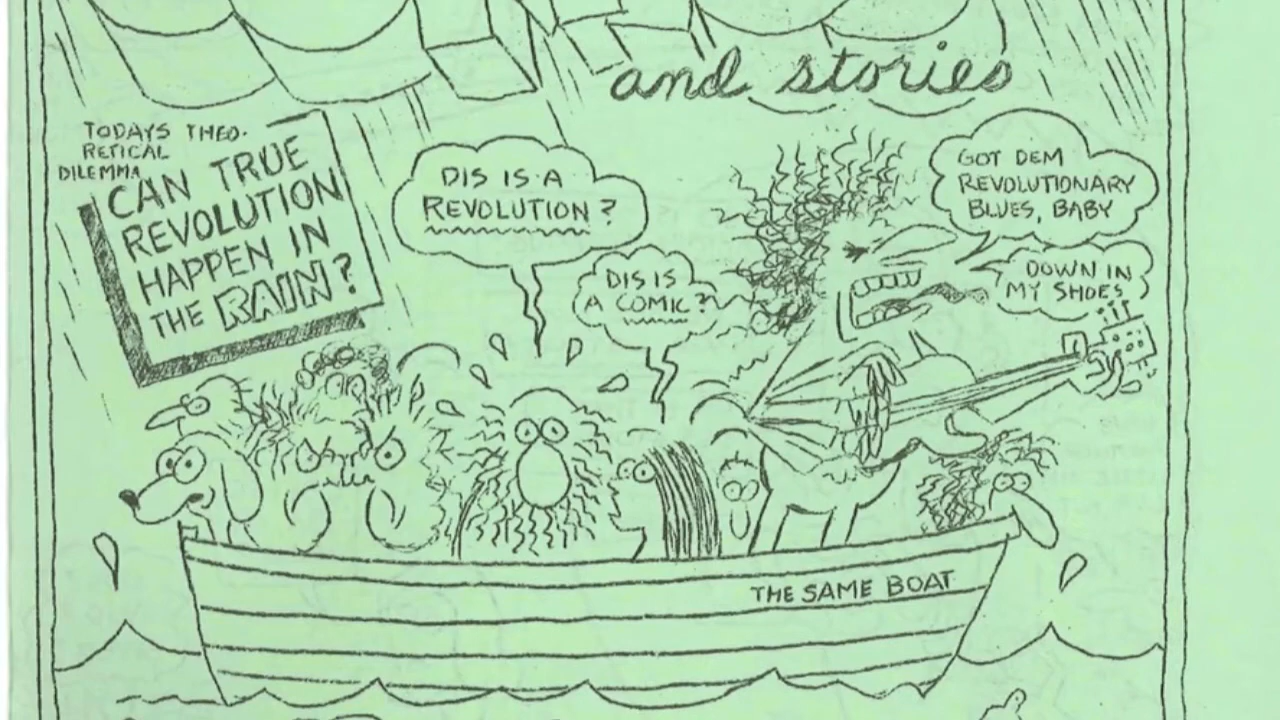 and stories
TODAYS THEO-
RETICAL
DILEMMA
CAN TRUE
REVOLUTION
HAPPEN IN
THE RAIN?
DIS IS A
REVOLUTION?
DIS IS
A COMIC?
GOT DEM
REVOLUTIONARY
BLUES, BABY
DOWN IN
MY SHOES
THE SAME BOAT